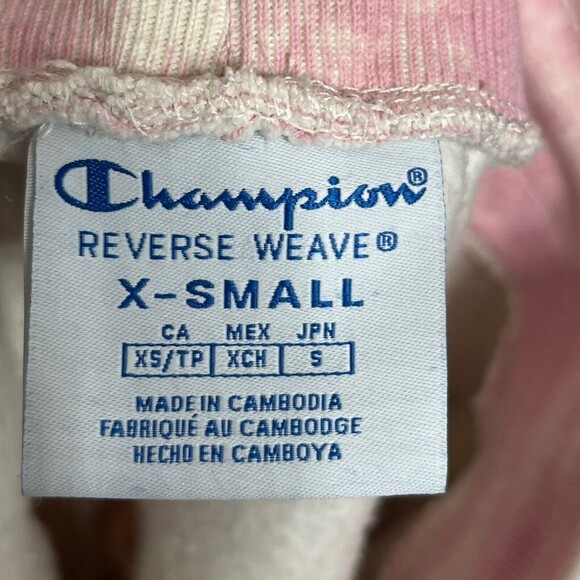 Champion®
REVERSE WEAVE®
X-SMALL
CA MEX JPN
XS/TP XCH S
MADE IN CAMBODIA
FABRIQUÉ AU CAMBODGE
HECHO EN CAMBOYA